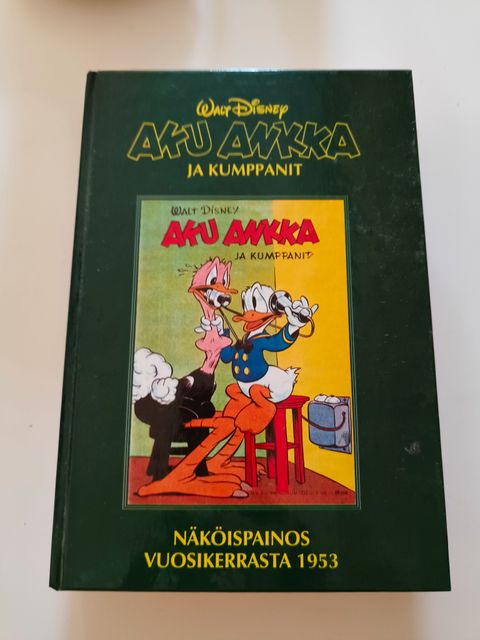 WALT DISNEY
AKU ANKKA
JA KUMPPANIT
WALT DISNEY
AKU ANKKA
JA KUMPPANIT
NÄKÖISPAINOS
VUOSIKERRASTA 1953